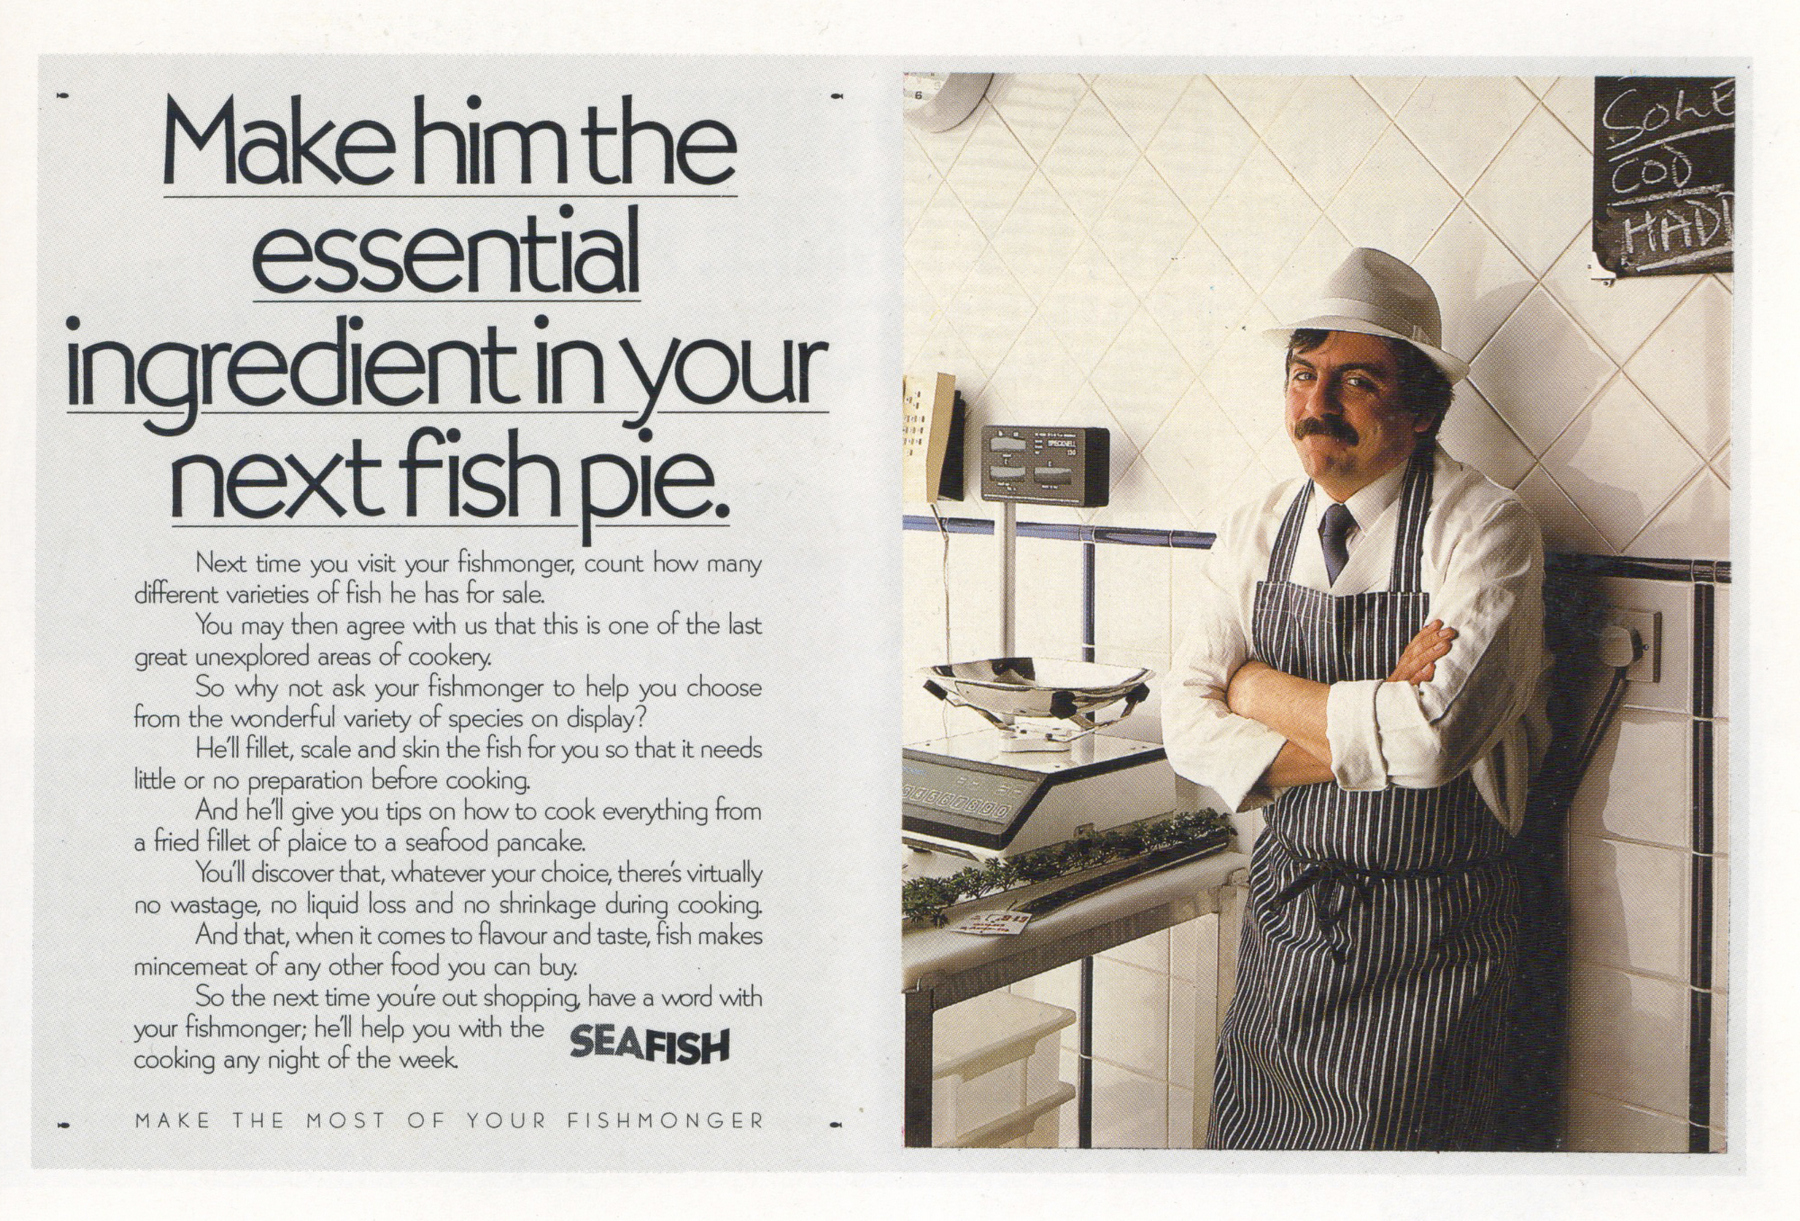 Make him the
essential
ingredient in your
next fish pie.
Next time you visit your fishmonger, count how many
different varieties of fish he has for sale.
You may then agree with us that this is one of the last
great unexplored areas of cookery.
So why not ask your fishmonger to help you choose
from the wonderful variety of species on display?
He'll fillet, scale and skin the fish for you so that it needs
little or no preparation before cooking.
And he'll give you tips on how to cook everything from
a fried fillet of plaice to a seafood pancake.
You'll discover that, whatever your choice, there's virtually
no wastage, no liquid loss and no shrinkage during cooking.
And that, when it comes to flavour and taste, fish makes
mincemeat of any other food you can buy.
So the next time you're out shopping, have a word with
your fishmonger; he'll help you with the
cooking any night of the week.
SEAFISH
MAKE THE MOST OF YOUR FISHMONGER
6
SOLE
COD
HADD